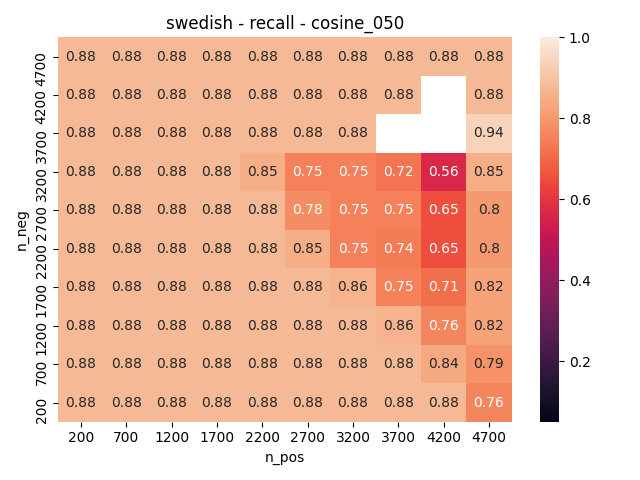 swedish - recall - cosine_050
n_neg
4700 0.88 0.88 0.88 0.88 0.88 0.88 0.88 0.88 0.88 0.88
4200 0.88 0.88 0.88 0.88 0.88 0.88 0.88 0.88 0.88
3700 0.88 0.88 0.88 0.88 0.88 0.88 0.88 0.94
3200 0.88 0.88 0.88 0.88 0.85 0.75 0.75 0.72 0.56 0.85
2700 0.88 0.88 0.88 0.88 0.88 0.78 0.75 0.75 0.65 0.8
2200 0.88 0.88 0.88 0.88 0.88 0.85 0.75 0.74 0.65 0.8
1700 0.88 0.88 0.88 0.88 0.88 0.88 0.86 0.75 0.71 0.82
1200 0.88 0.88 0.88 0.88 0.88 0.88 0.88 0.86 0.76 0.82
700 0.88 0.88 0.88 0.88 0.88 0.88 0.88 0.88 0.84 0.79
200 0.88 0.88 0.88 0.88 0.88 0.88 0.88 0.88 0.88 0.76
200 700 1200 1700 2200 2700 3200 3700 4200 4700
n_pos
1.0
0.8
0.6
0.4
0.2